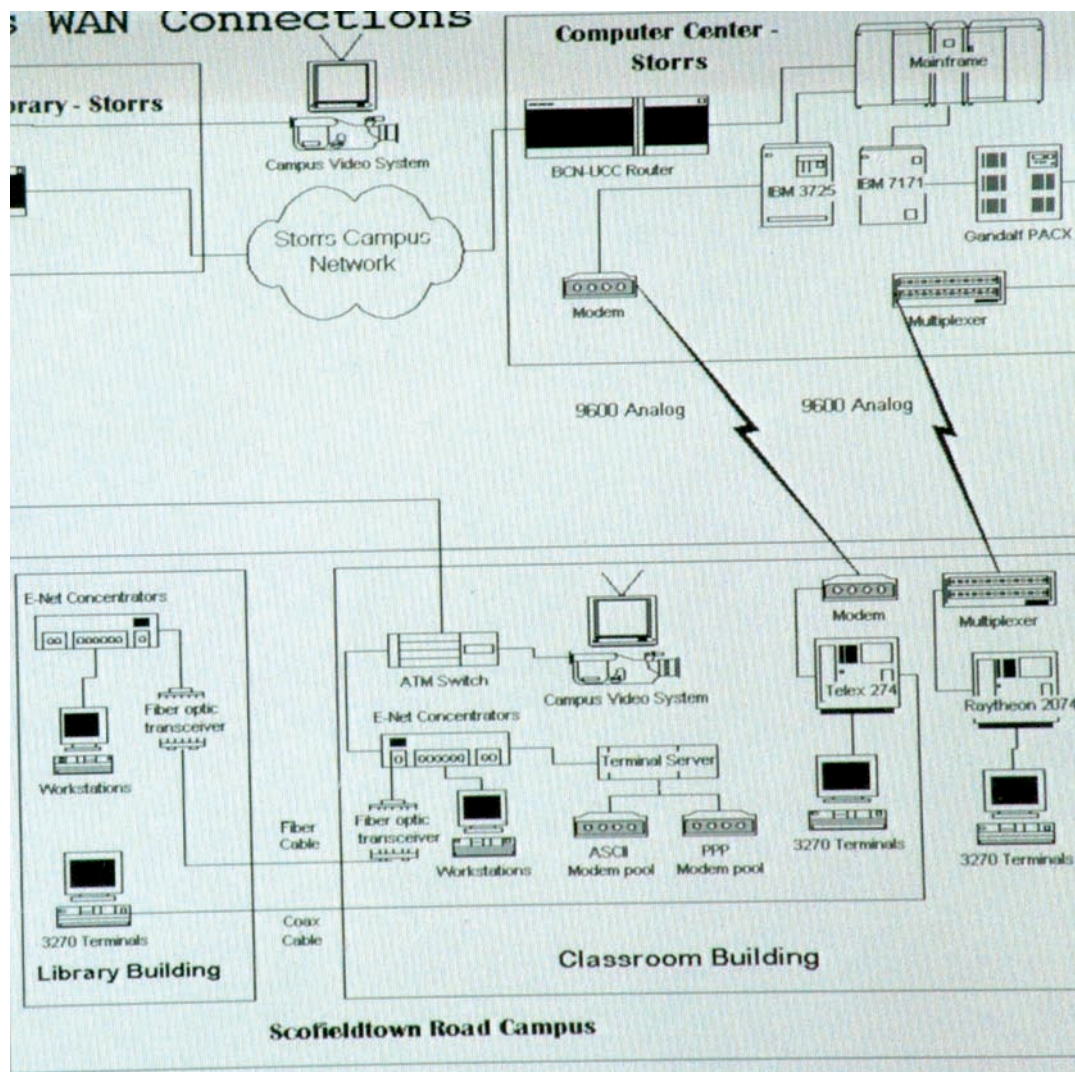 s WAN Connections
Computer Center -
Storrs
Mainframe
rary - Storrs
Campus Video System
BCN-UCC Router
IBM 3725
IBM 7171
Gandalf PACX
Storrs Campus
Network
Modem
Multiplexer
9600 Analog
9600 Analog
E-Net Concentrators
Modem
Multiplexer
ATM Switch
Campus Video System
Telex 274
Raytheon 2074
Fiber optic
transceiver
E-Net Concentrators
Terminal Server
Workstations
Fiber
Cable
Fiber optic
transceiver
Workstations
ASCII
Modem pool
PPP
Modem pool
3270 Terminals
3270 Terminals
3270 Terminals
Coax
Cable
Library Building
Classroom Building
Scofieldtown Road Campus